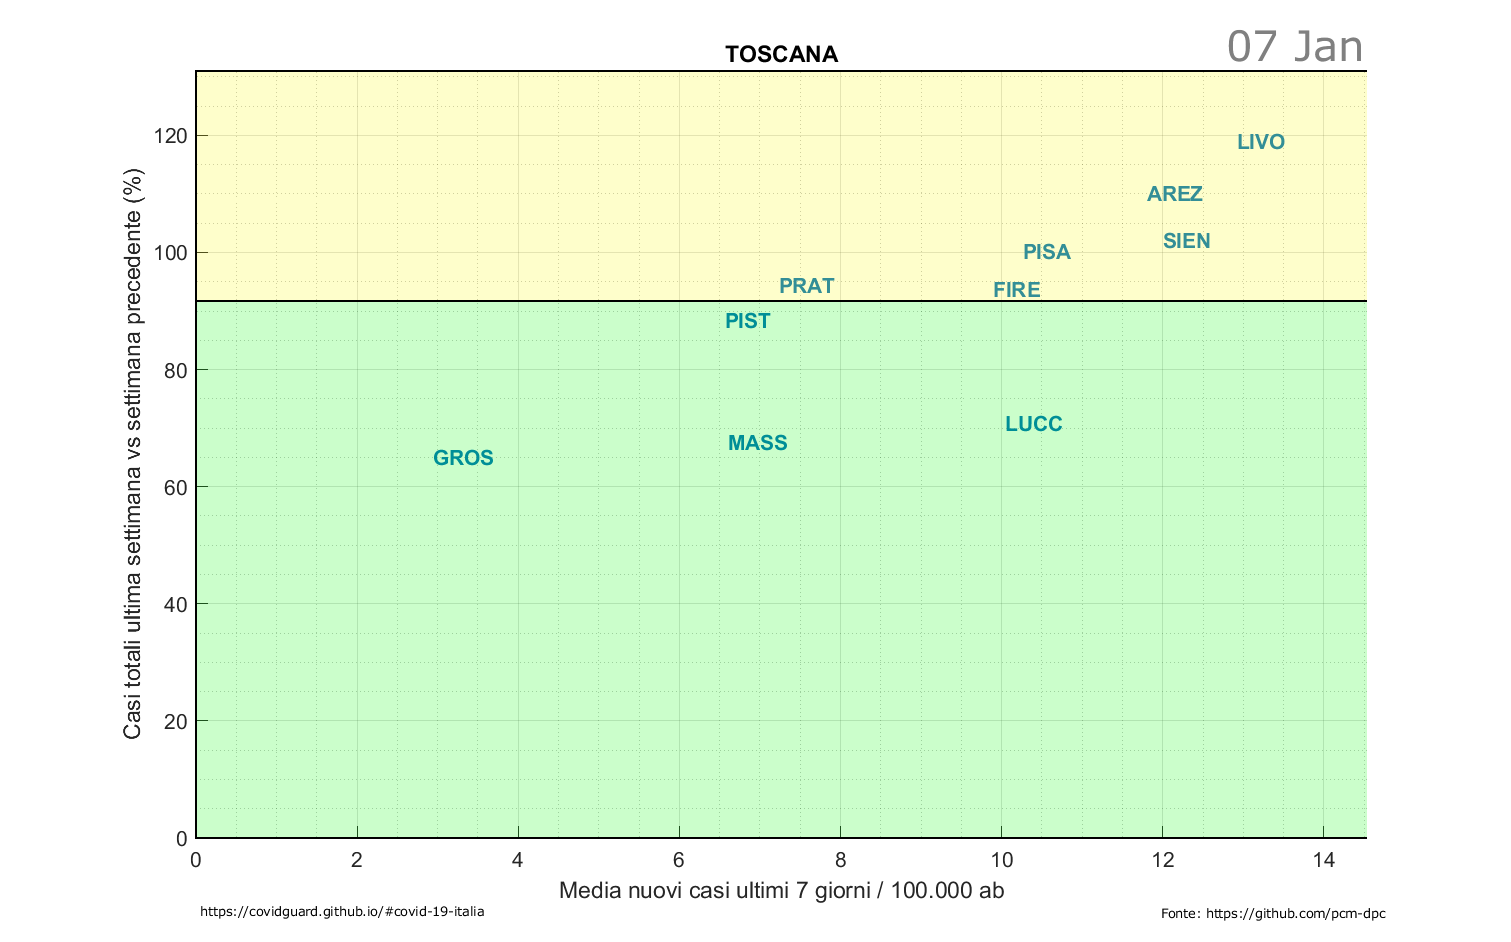 07 Jan
TOSCANA
Casi totali ultima settimana vs settimana precedente (%)
120
100
80
60
40
20
0
LIVO
AREZ
SIEN
PISA
PRAT
FIRE
PIST
LUCC
MASS
GROS
0 2 4 6 8 10 12 14
Media nuovi casi ultimi 7 giorni / 100.000 ab
https://covidguard.github.io/#covid-19-italia
Fonte: https://github.com/pcm-dpc